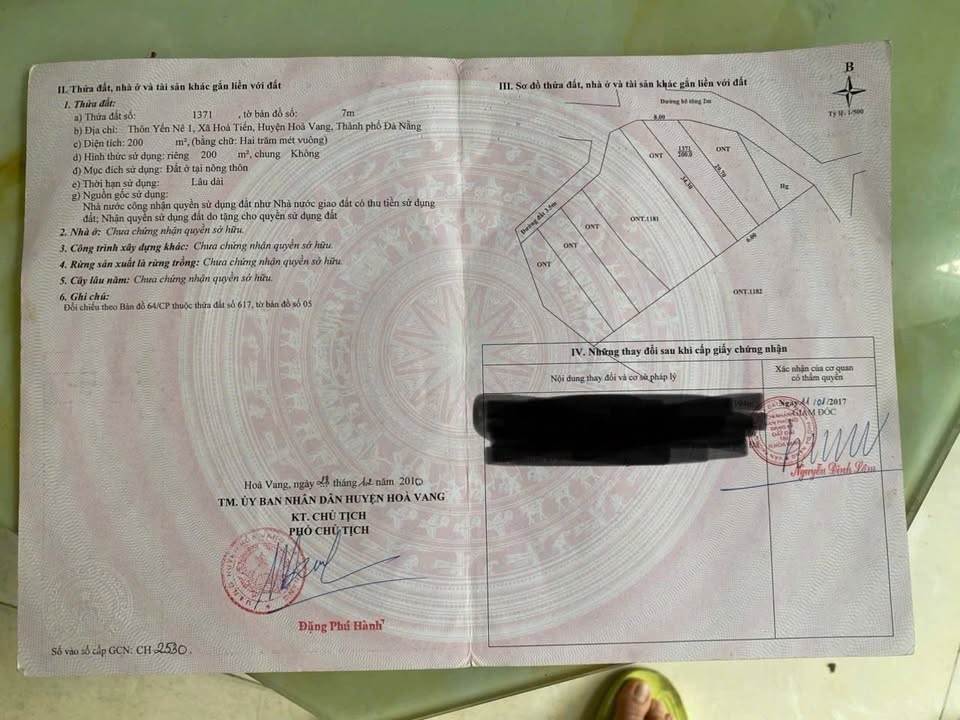 II. Thửa đất, nhà ở và tài sản khác gắn liền với đất
1. Thửa đất:
a) Thửa đất số: 1371 , tờ bản đồ số: 7m
b) Địa chỉ: Thôn Yến Nê 1, Xã Hoà Tiến, Huyện Hoà Vang, Thành phố Đà Nẵng
c) Diện tích: 200 m², (bằng chữ: Hai trăm mét vuông)
d) Hình thức sử dụng: riêng 200 m², chung Không
đ) Mục đích sử dụng: Đất ở tại nông thôn
e) Thời hạn sử dụng: Lâu dài
g) Nguồn gốc sử dụng:
Nhà nước công nhận quyền sử dụng đất như Nhà nước giao đất có thu tiền sử dụng
đất; Nhận quyền sử dụng đất do tặng cho quyền sử dụng đất
2. Nhà ở: Chưa chứng nhận quyền sở hữu.
3. Công trình xây dựng khác: Chưa chứng nhận quyền sở hữu.
4. Rừng sản xuất là rừng trồng: Chưa chứng nhận quyền sở hữu.
5. Cây lâu năm: Chưa chứng nhận quyền sở hữu.
6. Ghi chú:
Đối chiếu theo Bản đồ 64/CP thuộc thửa đất số 617, tờ bản đồ số 05
Hoà Vang, ngày 28 tháng 12 năm 2010
TM. ỦY BAN NHÂN DÂN HUYỆN HOÀ VANG
KT. CHỦ TỊCH
PHÓ CHỦ TỊCH
Đặng Phú Hành
Số vào sổ cấp GCN: CH 2530.
III. Sơ đồ thửa đất, nhà ở và tài sản khác gắn liền với đất
B
Tỷ lệ: 1/500
Đường bê tông 2m
8.00
ONT
1371
200.0
ONT
34.30
29.70
Hg
Đường đất 3.5m
ONT
ONT
ONT
ONT.1181
6.00
ONT.1182
IV. Những thay đổi sau khi cấp giấy chứng nhận
Nội dung thay đổi và cơ sở pháp lý
Xác nhận của cơ quan
có thẩm quyền
Ngày 11/01/2017
GIÁM ĐỐC
Nguyễn Đình Lâm